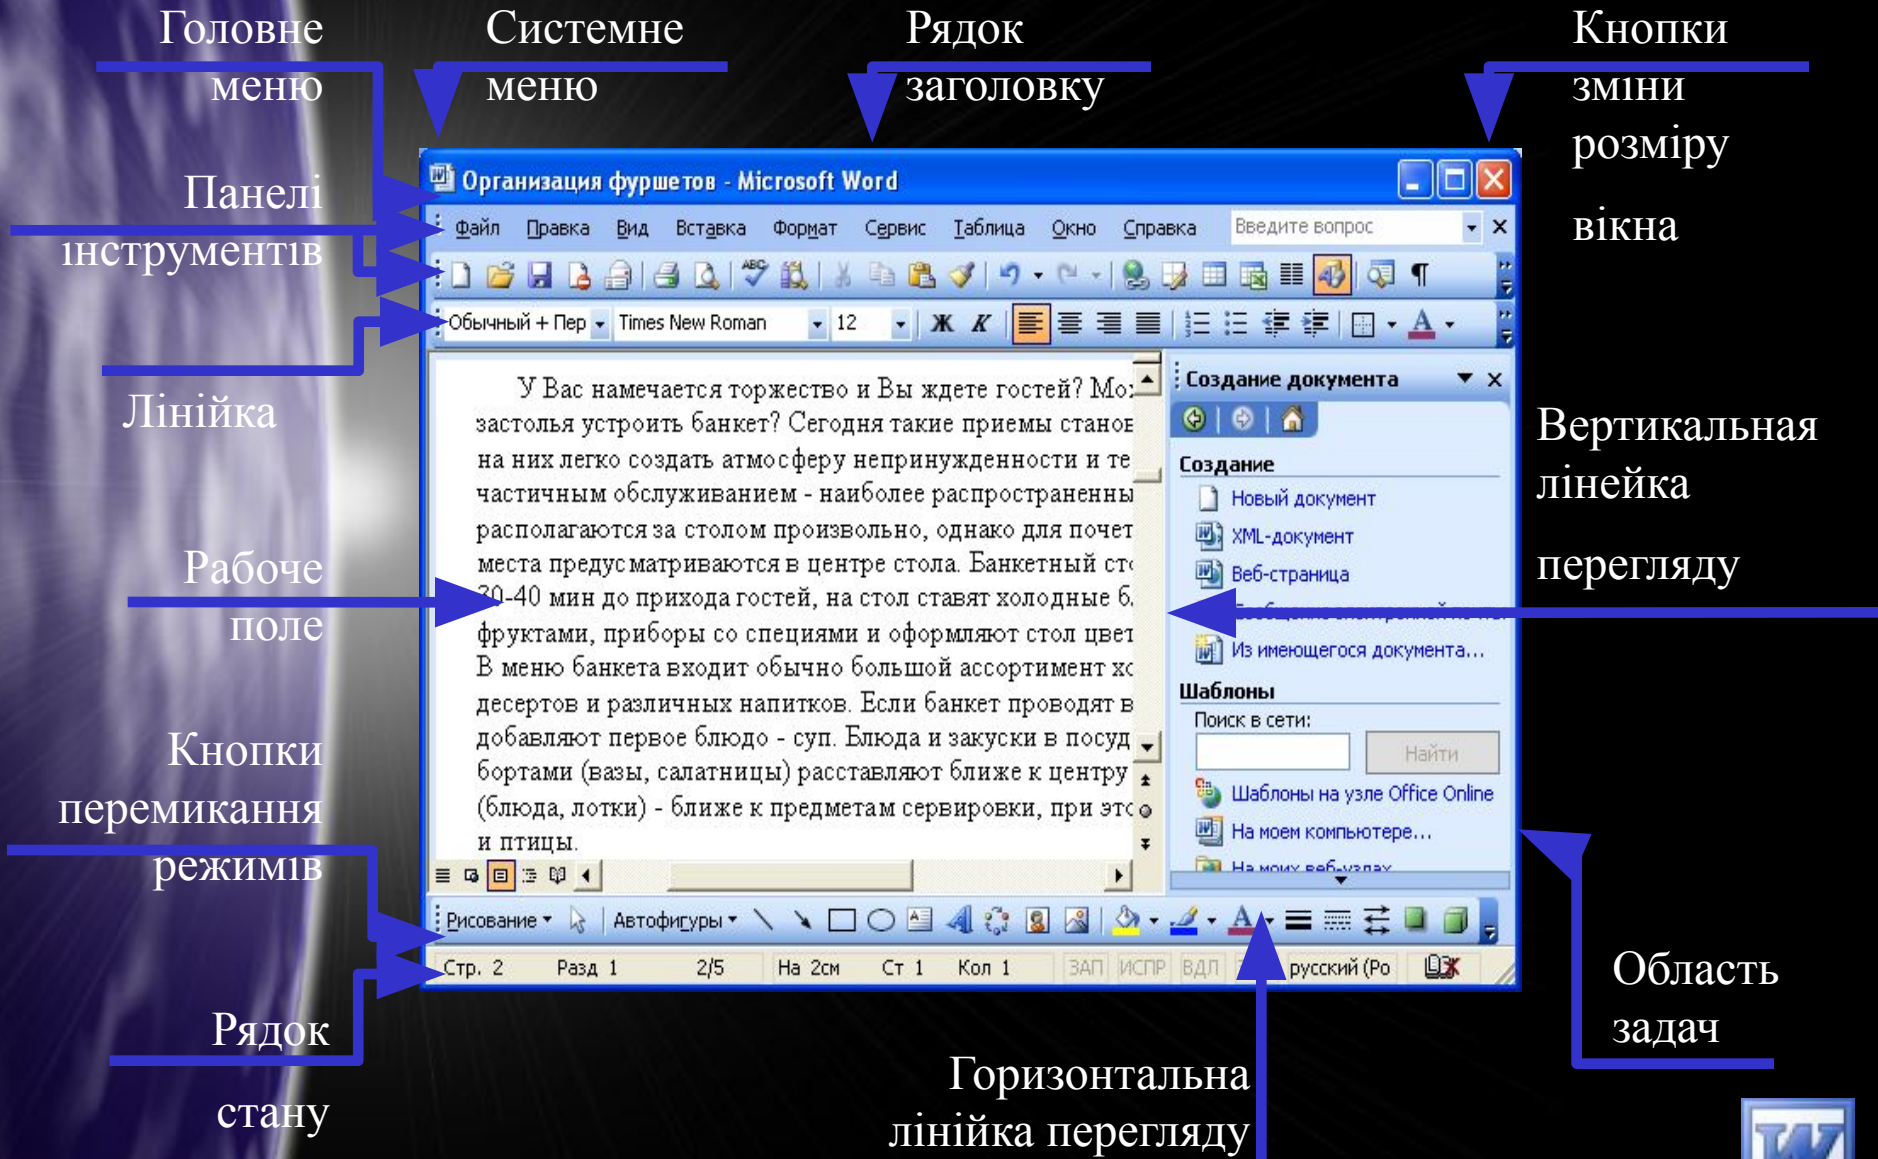 Головне
меню
Системне
меню
Рядок
заголовку
Кнопки
зміни
розміру
вікна
Панелі
інструментів
Лінійка
Рабоче
поле
Кнопки
перемикання
режимів
Рядок
стану
Вертикальная
лінейка
перегляду
Область
задач
Горизонтальна
лінійка перегляду
Организация фуршетов - Microsoft Word
Файл Правка Вид Вставка Формат Сервис Таблица Окно Справка Введите вопрос
Обычный + Пер Times New Roman 12 Ж К
У Вас намечается торжество и Вы ждете гостей? Мо
застолья устроить банкет? Сегодня такие приемы станов
на них легко создать атмосферу непринужденности и те
частичным обслуживанием - наиболее распространенны
располагаются за столом произвольно, однако для почет
места предусматриваются в центре стола. Банкетный ст
30-40 мин до прихода гостей, на стол ставят холодные б
фруктами, приборы со специями и оформляют стол цвет
В меню банкета входит обычно большой ассортимент хо
десертов и различных напитков. Если банкет проводят в
добавляют первое блюдо - суп. Блюда и закуски в посуд
бортами (вазы, салатницы) расставляют ближе к центру
(блюда, лотки) - ближе к предметам сервировки, при это
и птицы.
Создание документа
Создание
Новый документ
XML-документ
Веб-страница
Из имеющегося документа...
Шаблоны
Поиск в сети:
Найти
Шаблоны на узле Office Online
На моем компьютере...
На моих веб-узлах
Рисование Автофигуры
Стр. 2 Разд 1 2/5 На 2см Ст 1 Кол 1 ЗАП ИСПР ВДЛ русский (Ро